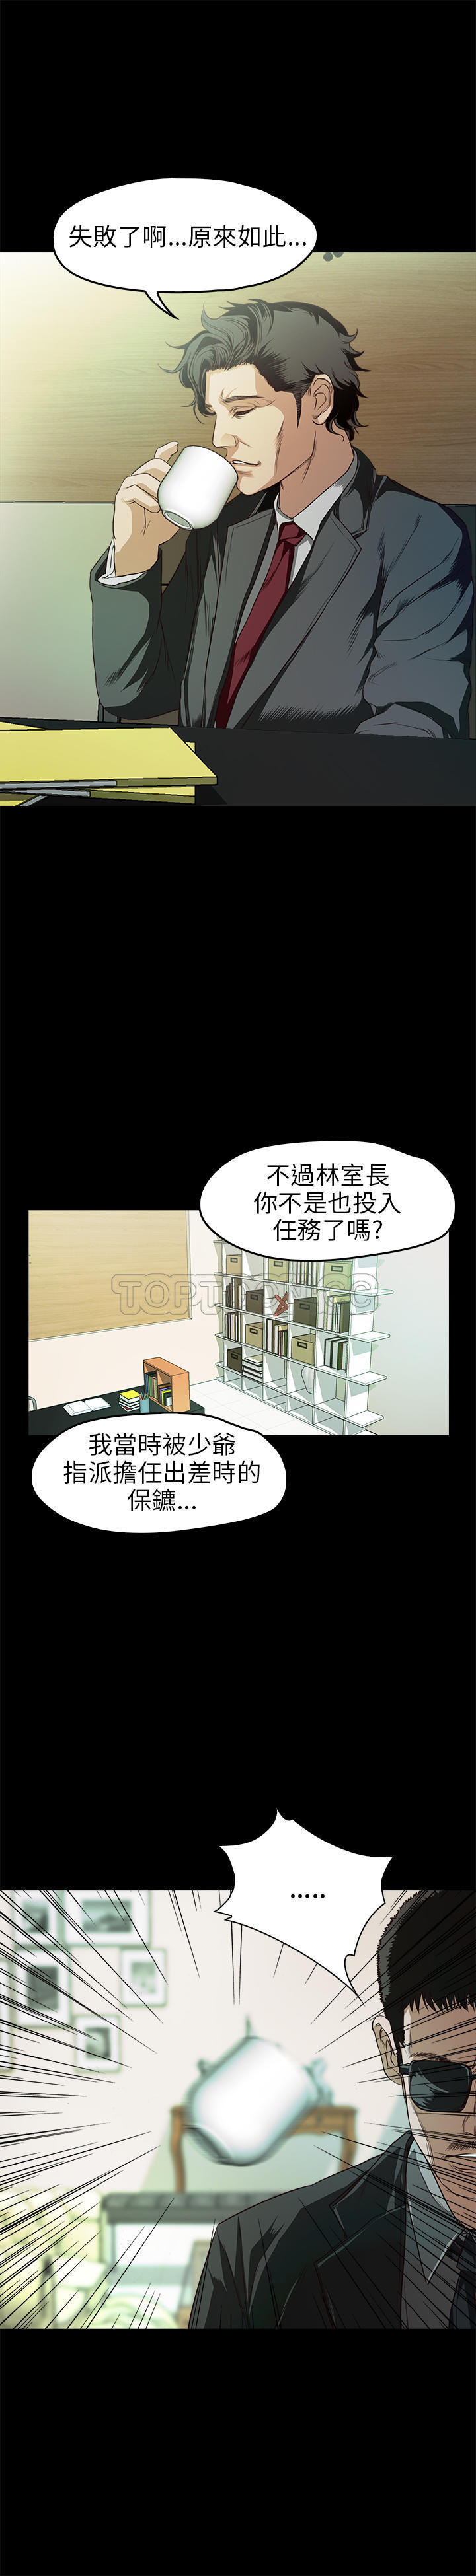 失敗了啊...原來如此...
不過林室長
你不是也投入
任務了嗎?
我當時被少爺
指派擔任出差時的
保鑣...
.....